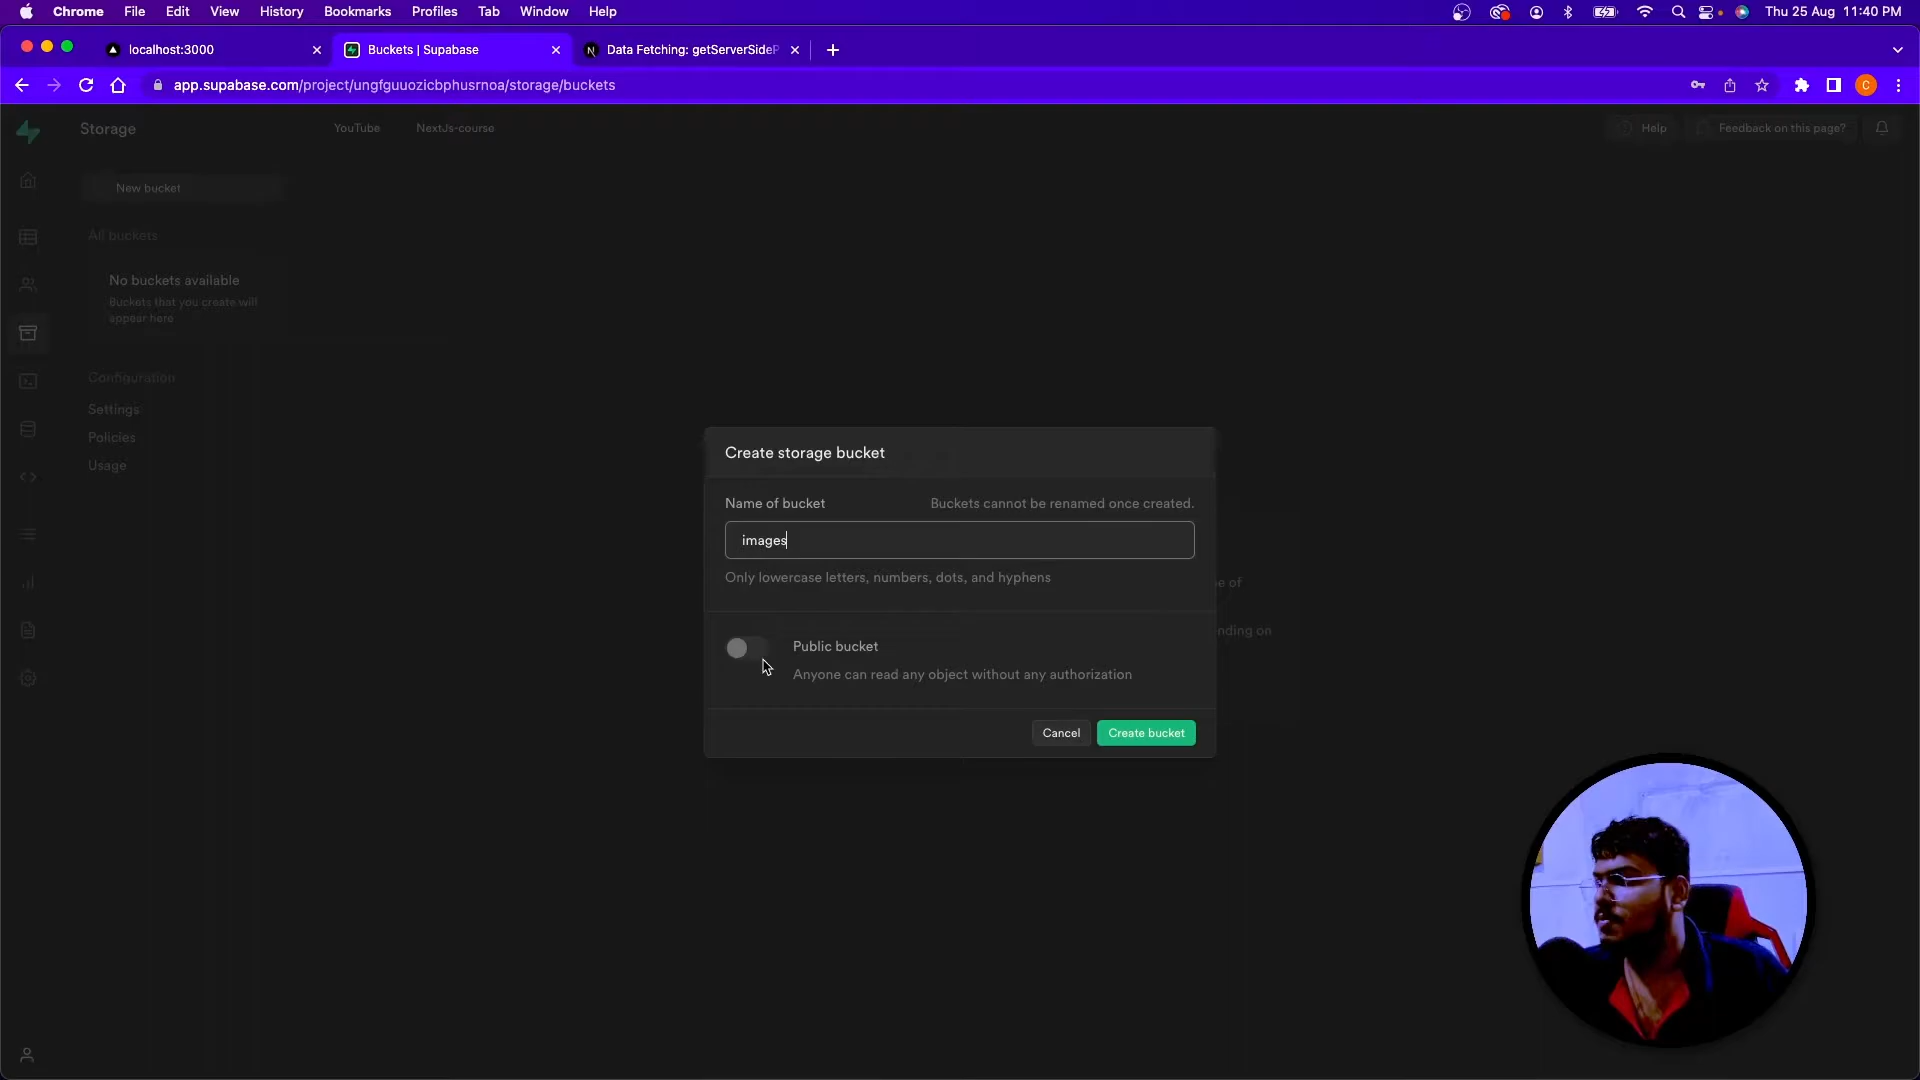 Chrome File Edit View History Bookmarks Profiles Tab Window Help Thu 25 Aug 11:40 PM
localhost:3000 Buckets | Supabase Data Fetching: getServerSideP
app.supabase.com/project/ungfguuozicbphusrnoa/storage/buckets C
Storage YouTube NextJs-course Help Feedback on this page?
New bucket
All buckets
No buckets available
Buckets that you create will
appear here
Configuration
Settings
Policies
Usage
Create storage bucket
Name of bucket Buckets cannot be renamed once created.
images
Only lowercase letters, numbers, dots, and hyphens
Public bucket
Anyone can read any object without any authorization
Cancel Create bucket
of
nding on